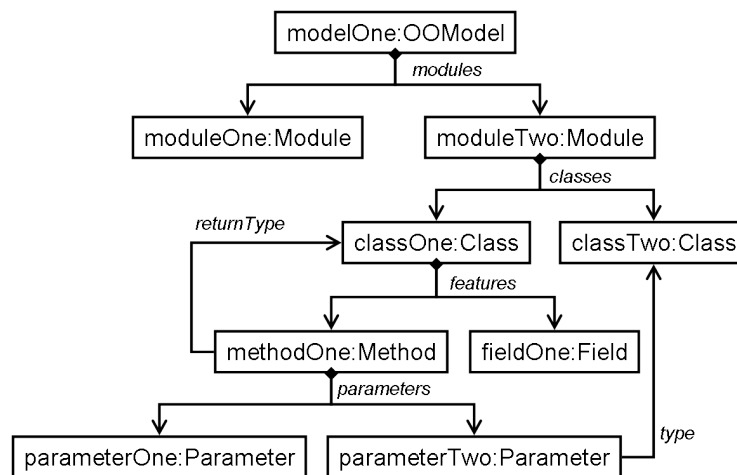 modelOne:OOModel
modules
moduleOne:Module
moduleTwo:Module
classes
returnType
classOne:Class
classTwo:Class
features
methodOne:Method
fieldOne:Field
parameters
type
parameterOne:Parameter
parameterTwo:Parameter